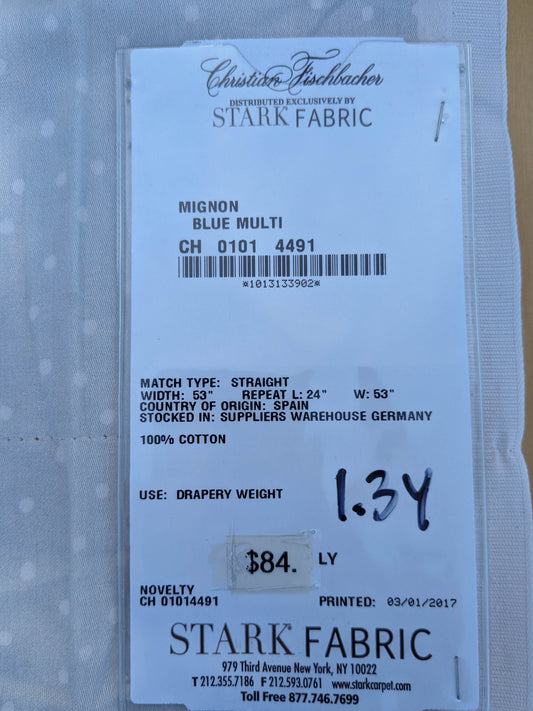 Christian Fischbacher
DISTRIBUTED EXCLUSIVELY BY
STARK FABRIC
MIGNON
BLUE MULTI
CH 0101 4491
*1013133902*
MATCH TYPE: STRAIGHT
WIDTH: 53" REPEAT L: 24" W: 53"
COUNTRY OF ORIGIN: SPAIN
STOCKED IN: SUPPLIERS WAREHOUSE GERMANY
100% COTTON
USE: DRAPERY WEIGHT
1.3Y
$84. LY
NOVELTY
CH 01014491 PRINTED: 03/01/2017
STARK FABRIC
979 Third Avenue New York, NY 10022
T 212.355.7186 F 212.593.0761 www.starkcarpet.com
Toll Free 877.746.7699